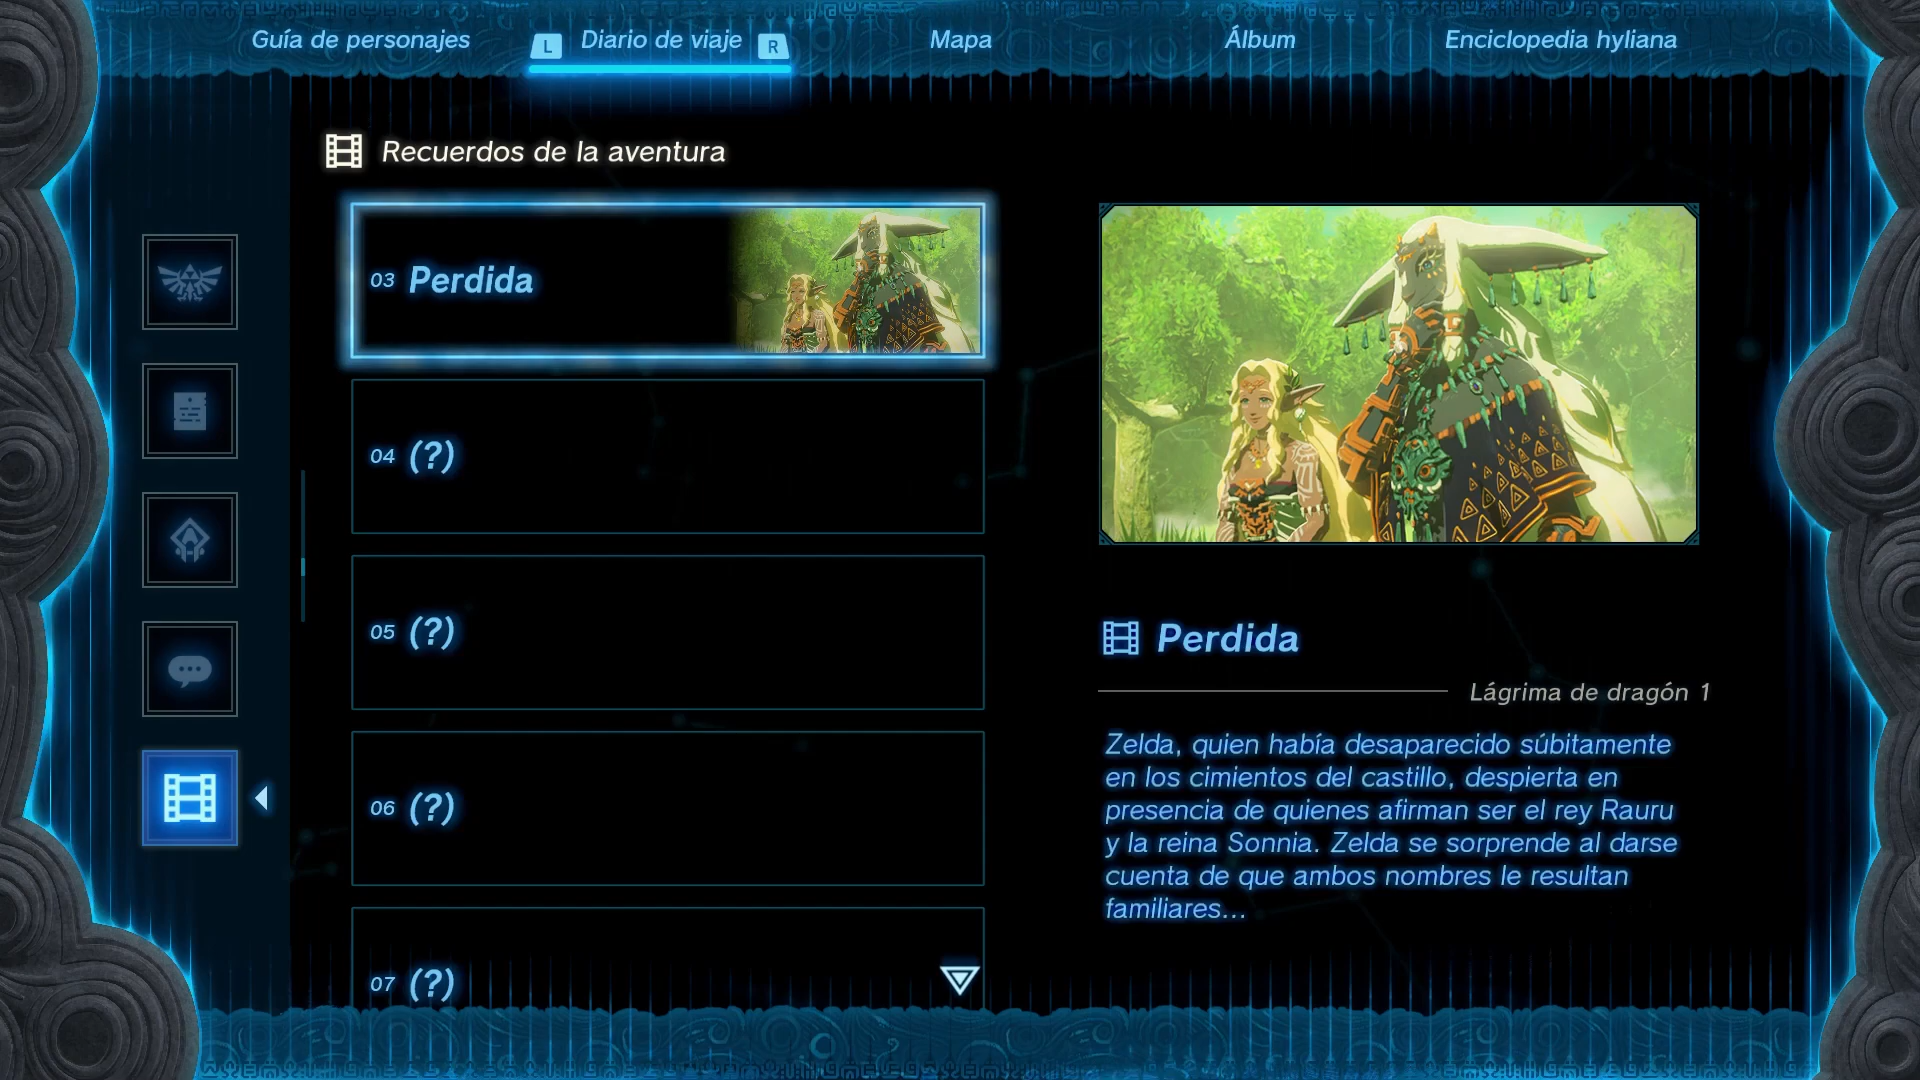 Guía de personajes
L Diario de viaje R
Mapa
Álbum
Enciclopedia hyliana
Recuerdos de la aventura
03 Perdida
04 (?)
05 (?)
06 (?)
07 (?)
Perdida
Lágrima de dragón 1
Zelda, quien había desaparecido súbitamente
en los cimientos del castillo, despierta en
presencia de quienes afirman ser el rey Rauru
y la reina Sonnia. Zelda se sorprende al darse
cuenta de que ambos nombres le resultan
familiares...